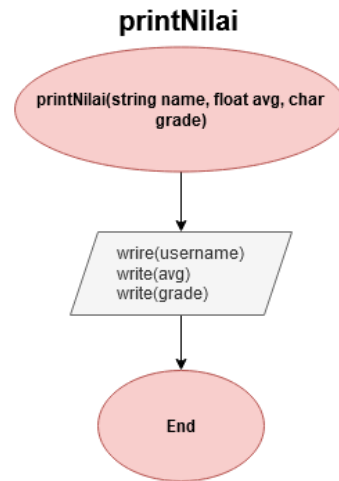 printNilai
printNilai(string name, float avg, char
grade)
wrire(username)
write(avg)
write(grade)
End